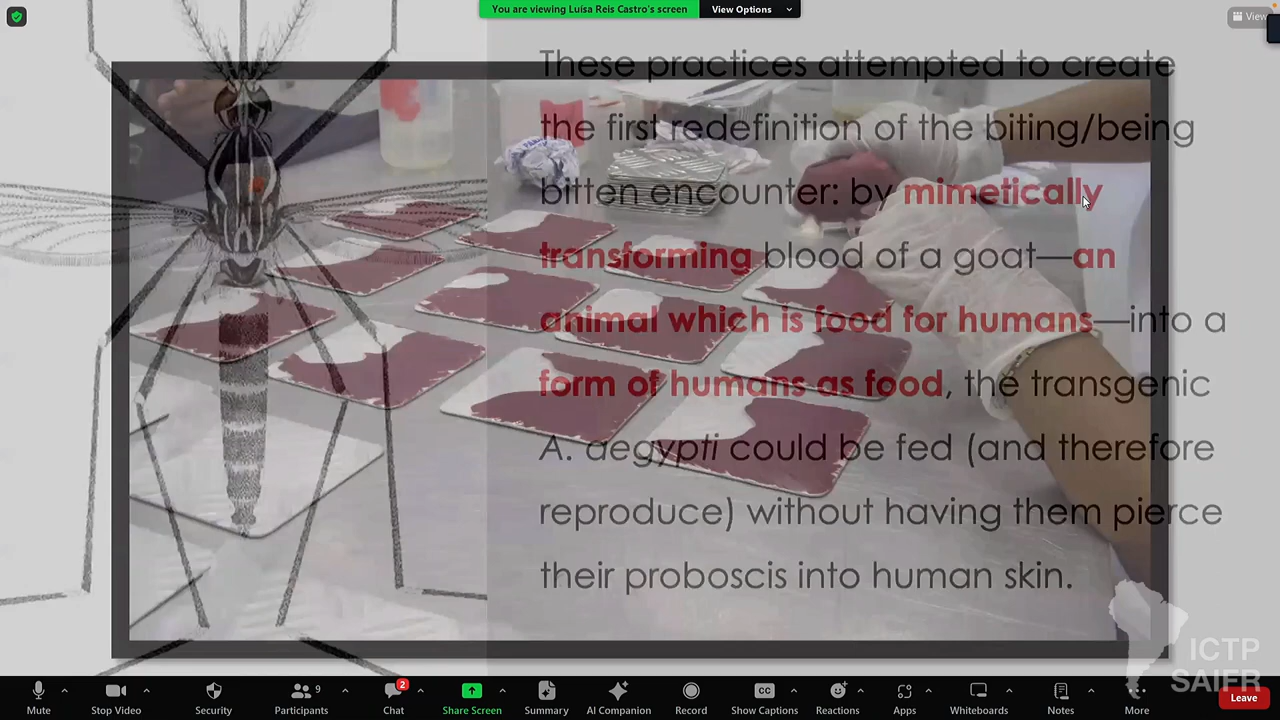 You are viewing Luísa Reis Castro's screen
View Options
View
These practices attempted to create
the first redefinition of the biting/being
bitten encounter: by mimetically
transforming blood of a goat—an
animal which is food for humans—into a
form of humans as food, the transgenic
A. aegypti could be fed (and therefore
reproduce) without having them pierce
their proboscis into human skin.
ICTP
SAIFR
Mute
Stop Video
Security
9
Participants
2
Chat
Share Screen
Summary
AI Companion
Record
CC
Show Captions
Reactions
Apps
Whiteboards
Notes
More
Leave